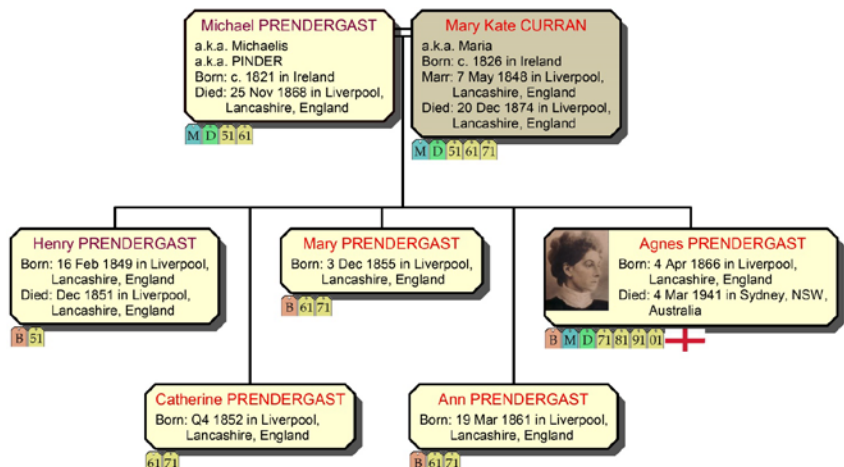 Michael PRENDERGAST
a.k.a. Michaelis
a.k.a. PINDER
Born: c. 1821 in Ireland
Died: 25 Nov 1868 in Liverpool,
Lancashire, England
M D 51 61
Mary Kate CURRAN
a.k.a. Maria
Born: c. 1826 in Ireland
Marr: 7 May 1848 in Liverpool,
Lancashire, England
Died: 20 Dec 1874 in Liverpool,
Lancashire, England
M D 51 61 71
Henry PRENDERGAST
Born: 16 Feb 1849 in Liverpool,
Lancashire, England
Died: Dec 1851 in Liverpool,
Lancashire, England
B 51
Mary PRENDERGAST
Born: 3 Dec 1855 in Liverpool,
Lancashire, England
B 61 71
Agnes PRENDERGAST
Born: 4 Apr 1866 in Liverpool,
Lancashire, England
Died: 4 Mar 1941 in Sydney, NSW,
Australia
B M D 71 81 91 01
Catherine PRENDERGAST
Born: Q4 1852 in Liverpool,
Lancashire, England
61 71
Ann PRENDERGAST
Born: 19 Mar 1861 in Liverpool,
Lancashire, England
B 61 71